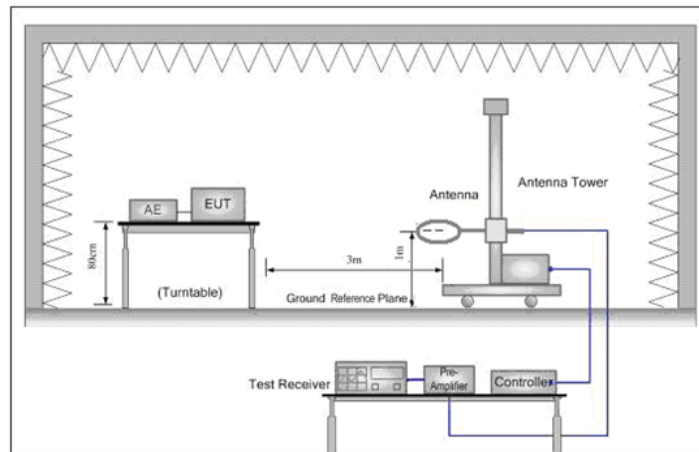 Antenna
Antenna Tower
AE
EUT
80cm
(Turntable)
3m
1m
Ground Reference Plane
Test Receiver
Pre-
Amplifier
Controller